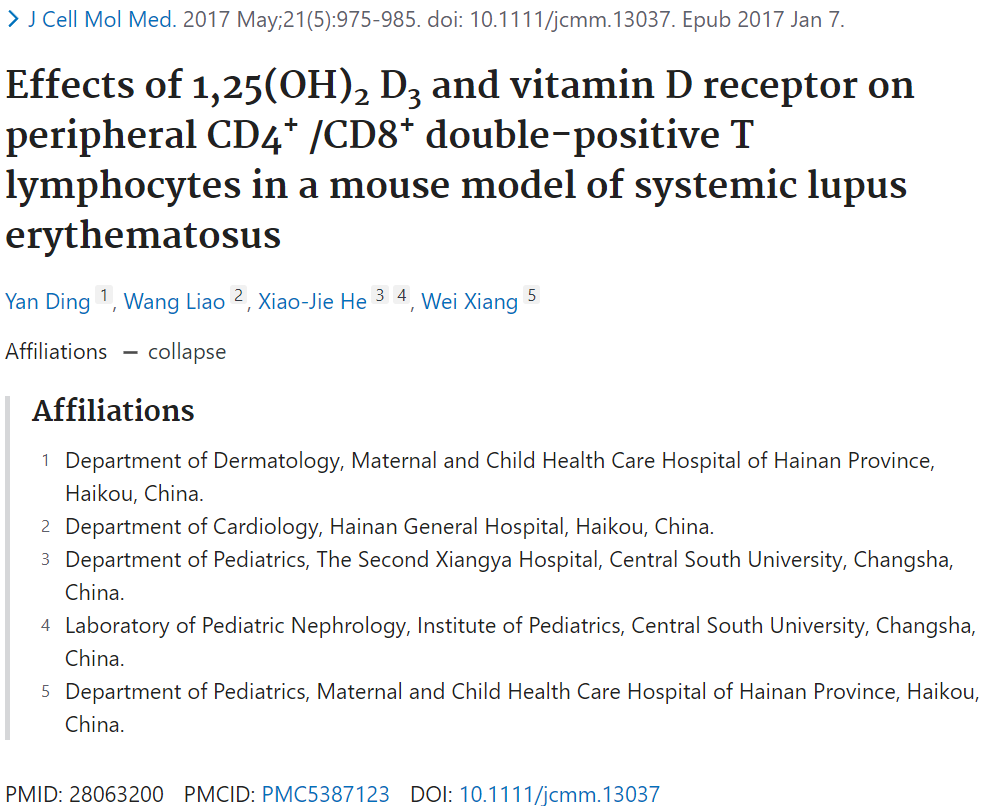 > J Cell Mol Med. 2017 May;21(5):975-985. doi: 10.1111/jcmm.13037. Epub 2017 Jan 7.
Effects of 1,25(OH)₂ D₃ and vitamin D receptor on
peripheral CD4⁺ /CD8⁺ double-positive T
lymphocytes in a mouse model of systemic lupus
erythematosus
Yan Ding 1, Wang Liao 2, Xiao-Jie He 3 4, Wei Xiang 5
Affiliations — collapse
Affiliations
1 Department of Dermatology, Maternal and Child Health Care Hospital of Hainan Province,
Haikou, China.
2 Department of Cardiology, Hainan General Hospital, Haikou, China.
3 Department of Pediatrics, The Second Xiangya Hospital, Central South University, Changsha,
China.
4 Laboratory of Pediatric Nephrology, Institute of Pediatrics, Central South University, Changsha,
China.
5 Department of Pediatrics, Maternal and Child Health Care Hospital of Hainan Province, Haikou,
China.
PMID: 28063200 PMCID: PMC5387123 DOI: 10.1111/jcmm.13037